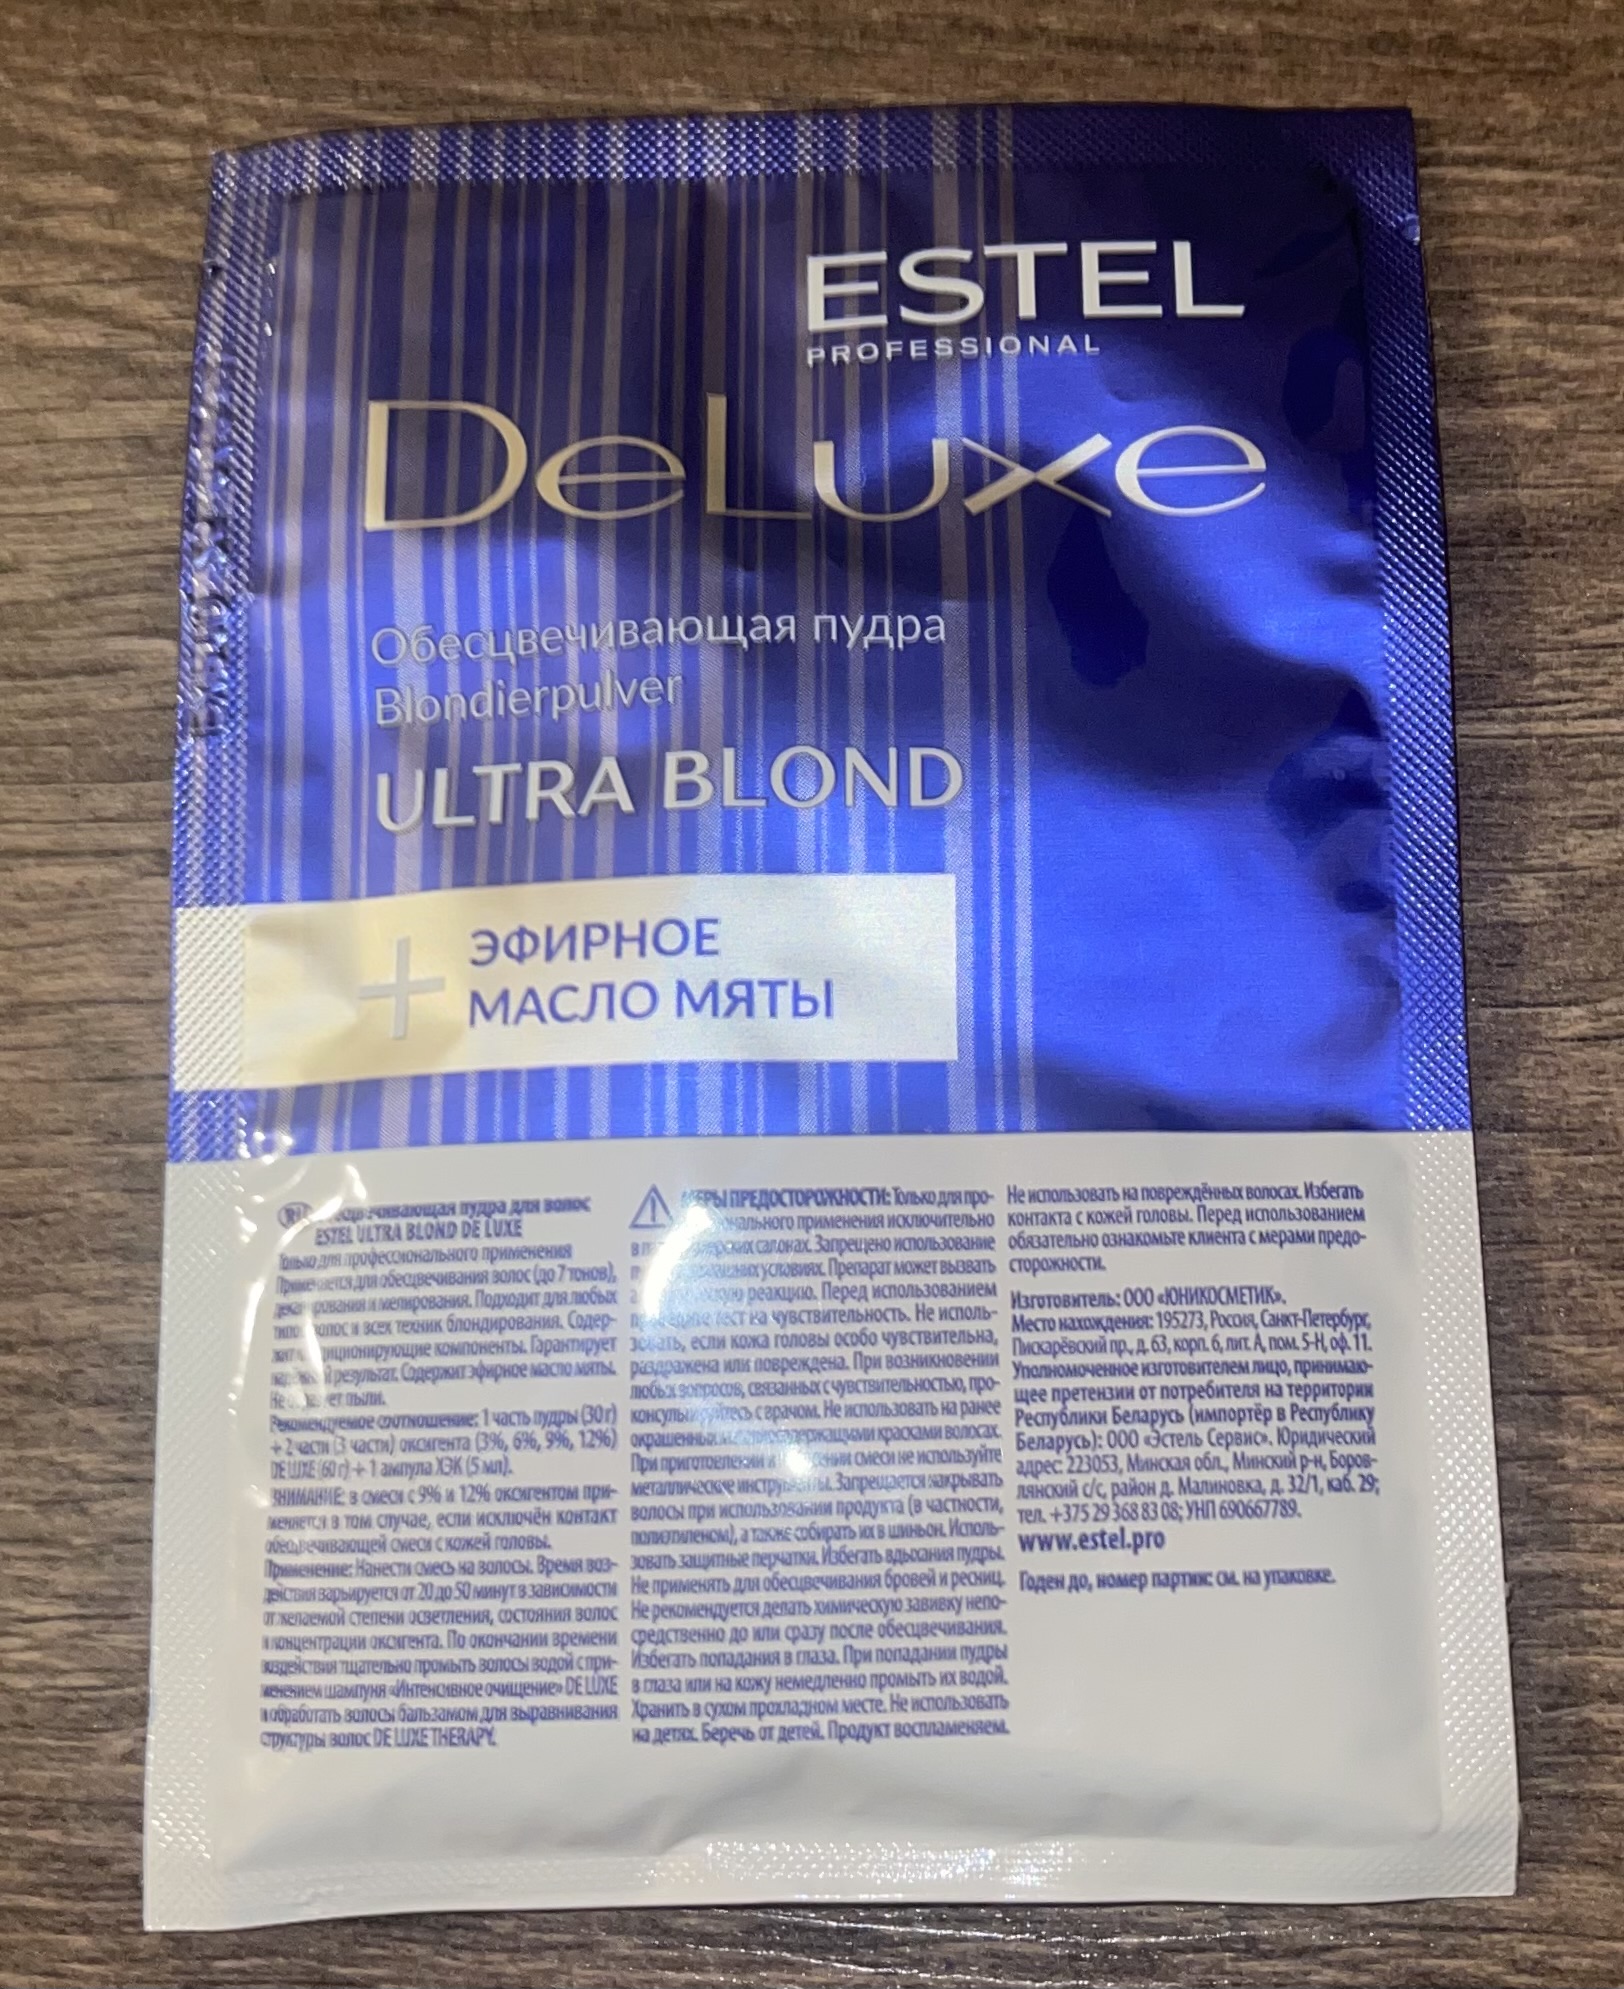 ESTEL
PROFESSIONAL
DeLuxe
Обесцвечивающая пудра
Blondierpulver
ULTRA BLOND
+ ЭФИРНОЕ
МАСЛО МЯТЫ
RU пудра для волос
ESTEL ULTRA BLOND DE LUXE
Только для профессионального применения
Применяется для обесцвечивания волос (до 7 тонов),
и мелирования. Подходит для любых
волос и всех техник блондирования. Содер-
компоненты. Гарантирует
результат. Содержит эфирное масло мяты.
Не пыли.
Рекомендуемое соотношение: 1 часть пудры (30 г)
+ 2 части (3 части) оксигента (3%, 6%, 9%, 12%)
DE LUXE (60 г) + 1 ампула ХЭК (5 мл).
ВНИМАНИЕ: в смеси с 9% и 12% оксигентом при-
меняется в том случае, если исключён контакт
обесцвечивающей смеси с кожей головы.
Применение: Нанести смесь на волосы. Время воз-
действия варьируется от 20 до 50 минут в зависимости
от желаемой степени осветления, состояния волос
и концентрации оксигента. По окончании времени
воздействия тщательно промыть волосы водой с при-
менением шампуня «Интенсивное очищение» DE LUXE
и обработать волосы бальзамом для выравнивания
структуры волос DE LUXE THERAPY.
МЕРЫ ПРЕДОСТОРОЖНОСТИ: Только для про-
применения исключительно
в салонах. Запрещено использование
условиях. Препарат может вызвать
реакцию. Перед использованием
тест на чувствительность. Не исполь-
зовать, если кожа головы особо чувствительна,
раздражена или повреждена. При возникновении
любых вопросов, связанных с чувствительностью, про-
консультируйтесь с врачом. Не использовать на ранее
окрашенных красками волосах.
При приготовлении и смеси не используйте
металлические инструменты. Запрещается накрывать
волосы при использовании продукта (в частности,
полиэтиленом), а также собирать их в шиньон. Исполь-
зовать защитные перчатки. Избегать вдыхания пудры.
Не применять для обесцвечивания бровей и ресниц.
Не рекомендуется делать химическую завивку непо-
средственно до или сразу после обесцвечивания.
Избегать попадания в глаза. При попадании пудры
в глаза или на кожу немедленно промыть их водой.
Хранить в сухом прохладном месте. Не использовать
на детях. Беречь от детей. Продукт воспламеняем.
Не использовать на повреждённых волосах. Избегать
контакта с кожей головы. Перед использованием
обязательно ознакомьте клиента с мерами предо-
сторожности.
Изготовитель: ООО «ЮНИКОСМЕТИК».
Место нахождения: 195273, Россия, Санкт-Петербург,
Пискарёвский пр., д. 63, корп. 6, лит. А, пом. 5-Н, оф. 11.
Уполномоченное изготовителем лицо, принимаю-
щее претензии от потребителя на территории
Республики Беларусь (импортёр в Республику
Беларусь): ООО «Эстель Сервис». Юридический
адрес: 223053, Минская обл., Минский р-н, Боров-
лянский с/с, район д. Малиновка, д. 32/1, каб. 29;
тел. +375 29 368 83 08; УНП 690667789.
www.estel.pro
Годен до, номер партии: см. на упаковке.